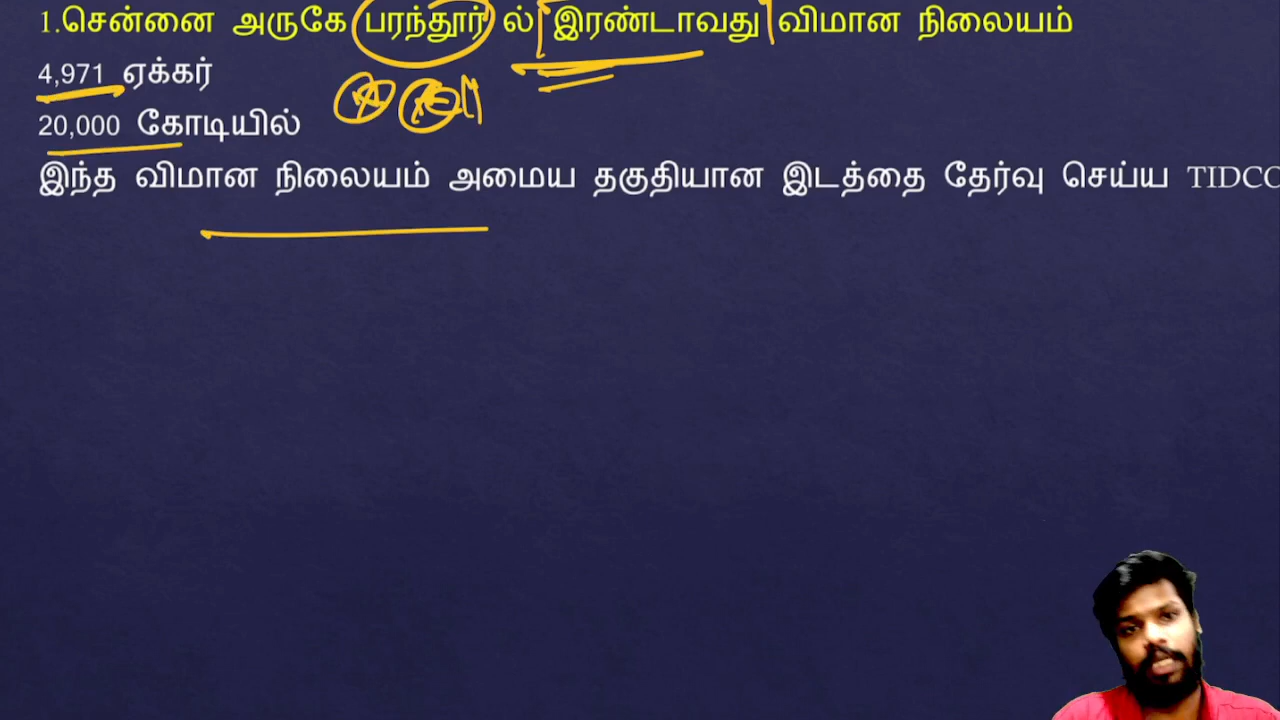 1.சென்னை அருகே பரந்தூர் ல் இரண்டாவது விமான நிலையம்
4,971 ஏக்கர்
20,000 கோடியில்
இந்த விமான நிலையம் அமைய தகுதியான இடத்தை தேர்வு செய்ய TIDCO